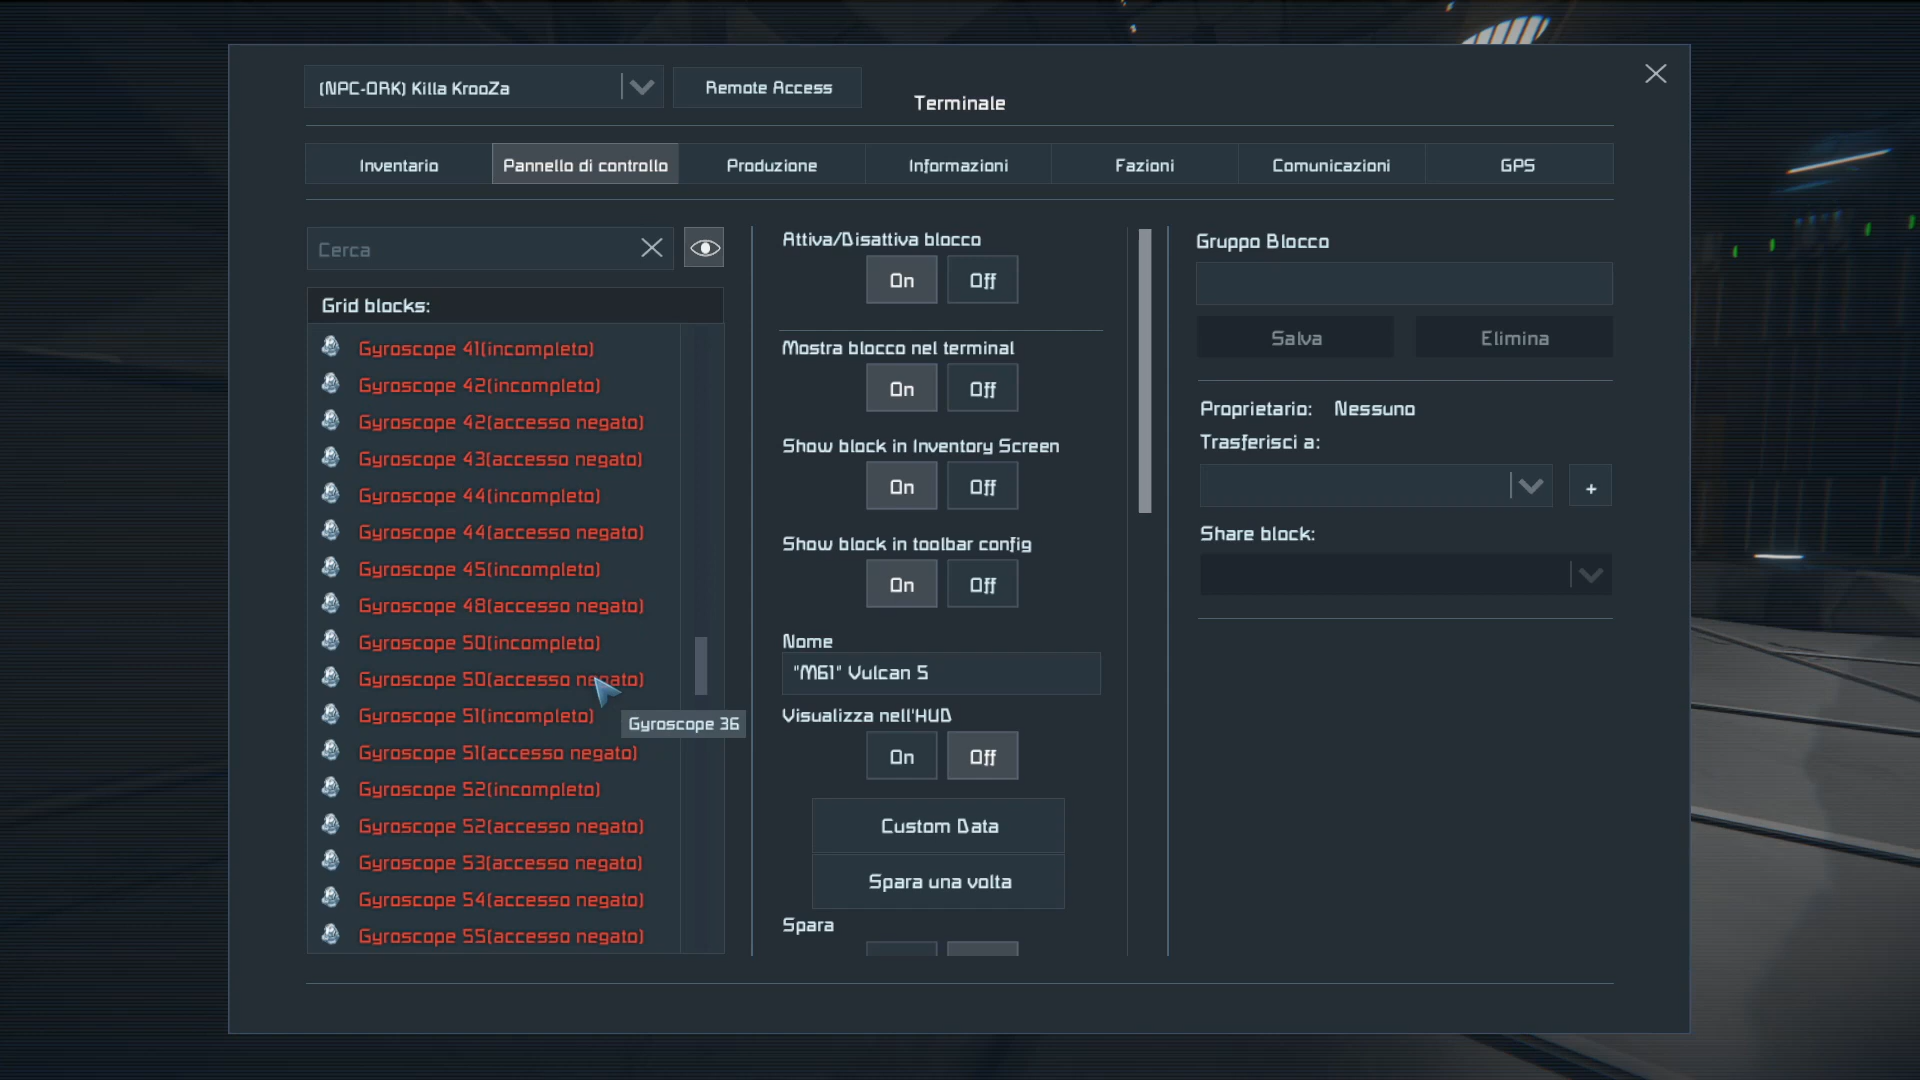 (NPC-ORK) Killa KrooZa
Remote Access
Terminale
Inventario
Pannello di controllo
Produzione
Informazioni
Fazioni
Comunicazioni
GPS
Cerca
Grid blocks:
Gyroscope 41(incompleto)
Gyroscope 42(incompleto)
Gyroscope 42(accesso negato)
Gyroscope 43(accesso negato)
Gyroscope 44(incompleto)
Gyroscope 44(accesso negato)
Gyroscope 45(incompleto)
Gyroscope 48(accesso negato)
Gyroscope 50(incompleto)
Gyroscope 50(accesso negato)
Gyroscope 51(incompleto)
Gyroscope 36
Gyroscope 51(accesso negato)
Gyroscope 52(incompleto)
Gyroscope 52(accesso negato)
Gyroscope 53(accesso negato)
Gyroscope 54(accesso negato)
Gyroscope 55(accesso negato)
Attiva/Disattiva blocco
On Off
Mostra blocco nel terminal
On Off
Show block in Inventory Screen
On Off
Show block in toolbar config
On Off
Nome
"M61" Vulcan 5
Visualizza nell'HUD
On Off
Custom Data
Spara una volta
Spara
Gruppo Blocco
Salva Elimina
Proprietario: Nessuno
Trasferisci a:
+
Share block: